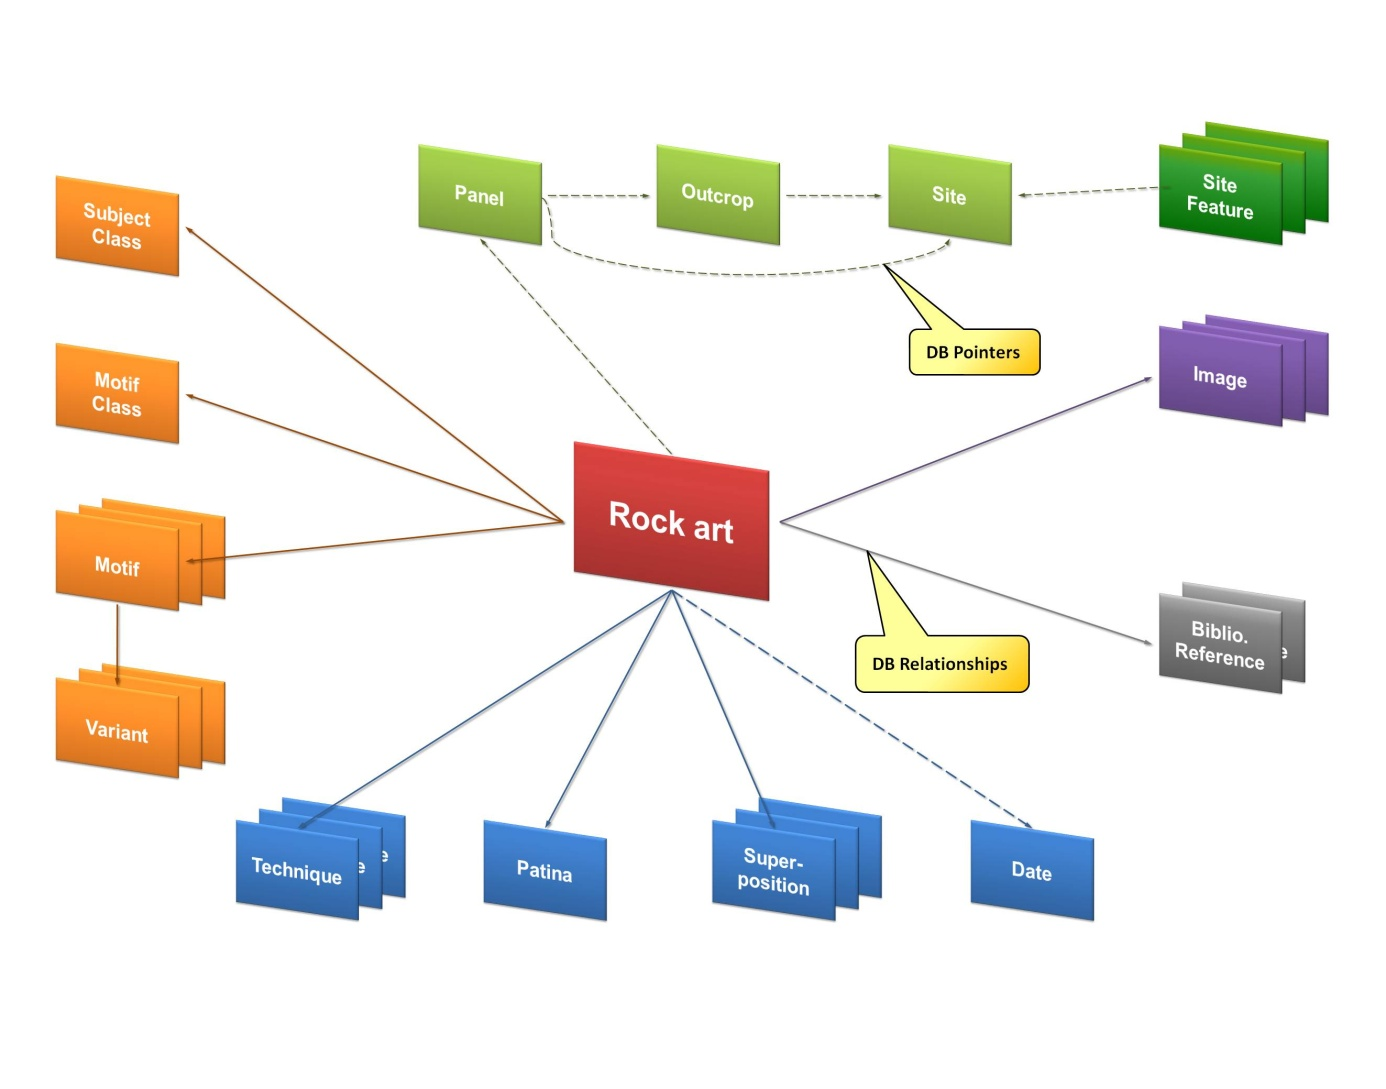 Panel
Outcrop
Site
Site
Feature
Subject
Class
DB Pointers
Image
Motif
Class
Rock art
Motif
Biblio.
Reference
e
DB Relationships
Variant
Technique
e
e
Patina
Super-
position
Date